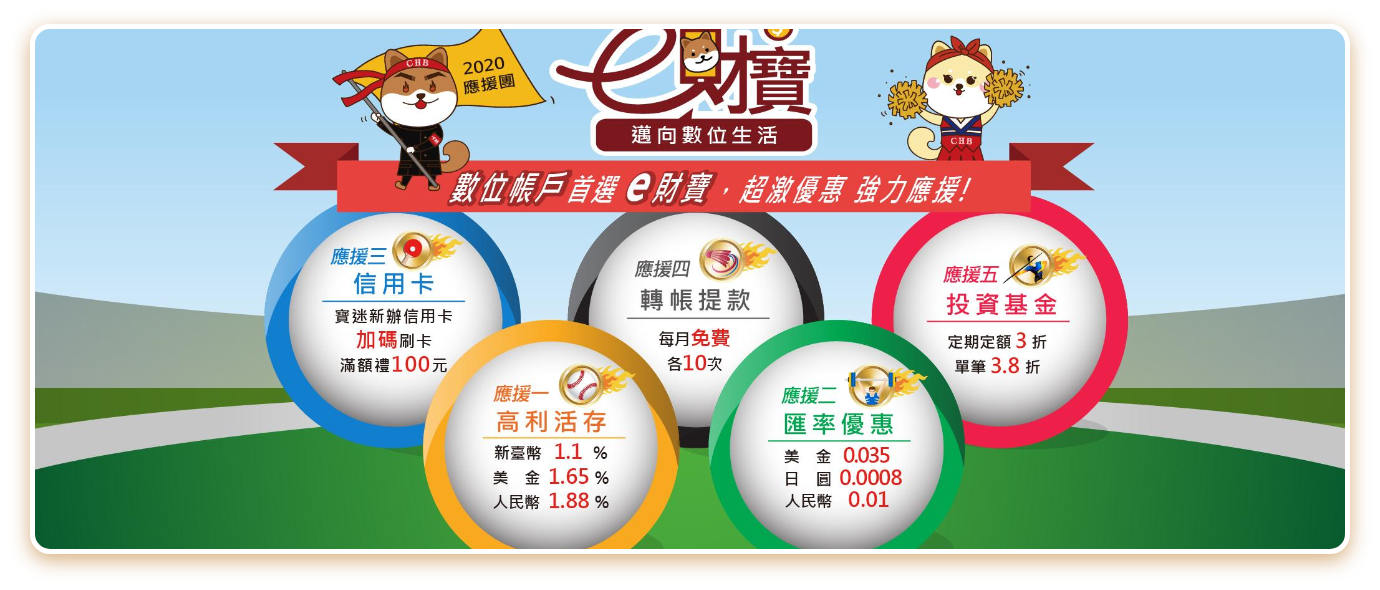 CHB
2020
應援團
e財寶
邁向數位生活
CHB
數位帳戶首選e財寶，超激優惠 強力應援!
應援三
信用卡
寶迷新辦信用卡
加碼刷卡
滿額禮100元
應援四
轉帳提款
每月免費
各10次
應援五
投資基金
定期定額 3 折
單筆 3.8 折
應援一
高利活存
新臺幣 1.1 %
美 金 1.65 %
人民幣 1.88 %
應援二
匯率優惠
美 金 0.035
日 圓 0.0008
人民幣 0.01